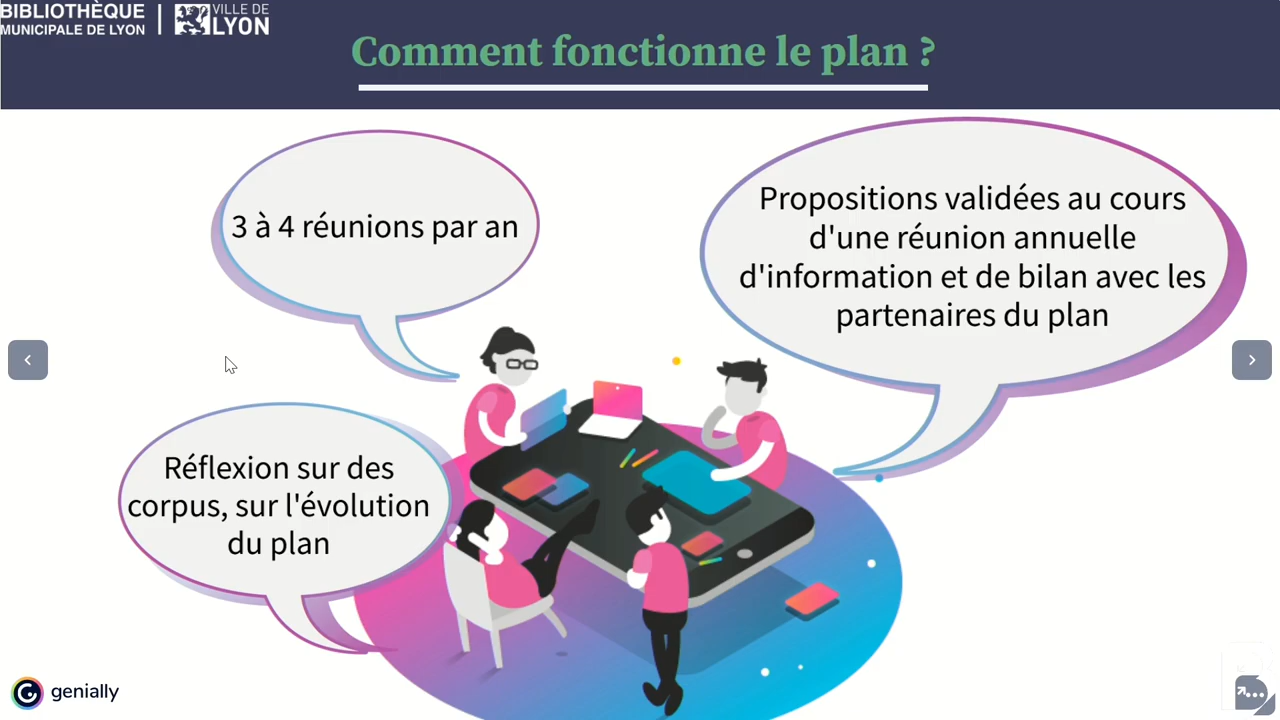 BIBLIOTHÈQUE
MUNICIPALE DE LYON
VILLE DE
LYON
Comment fonctionne le plan ?
3 à 4 réunions par an
Propositions validées au cours
d'une réunion annuelle
d'information et de bilan avec les
partenaires du plan
Réflexion sur des
corpus, sur l'évolution
du plan
genially